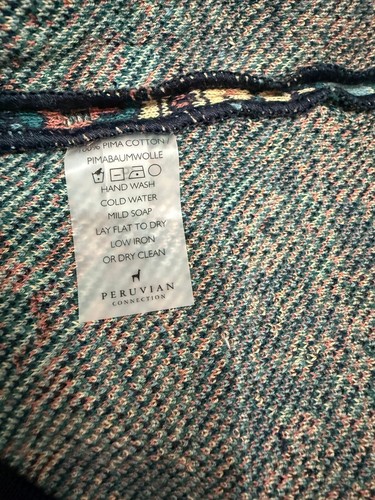 100% PIMA COTTON
PIMABAUMWOLLE
HAND WASH
COLD WATER
MILD SOAP
LAY FLAT TO DRY
LOW IRON
OR DRY CLEAN
PERUVIAN
CONNECTION